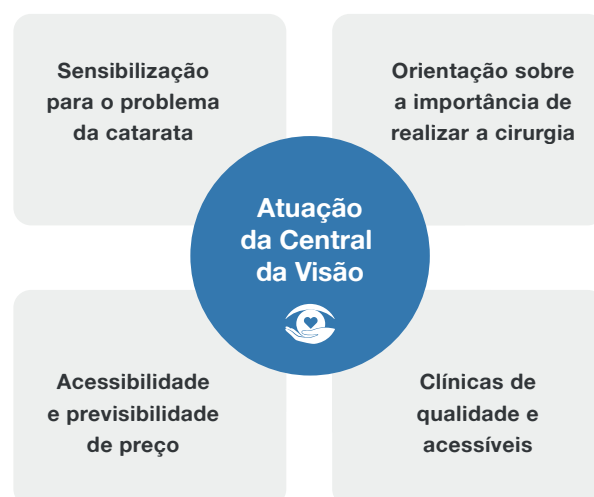 Sensibilização
para o problema
da catarata
Orientação sobre
a importância de
realizar a cirurgia
Atuação
da Central
da Visão
Acessibilidade
e previsibilidade
de preço
Clínicas de
qualidade e
acessíveis